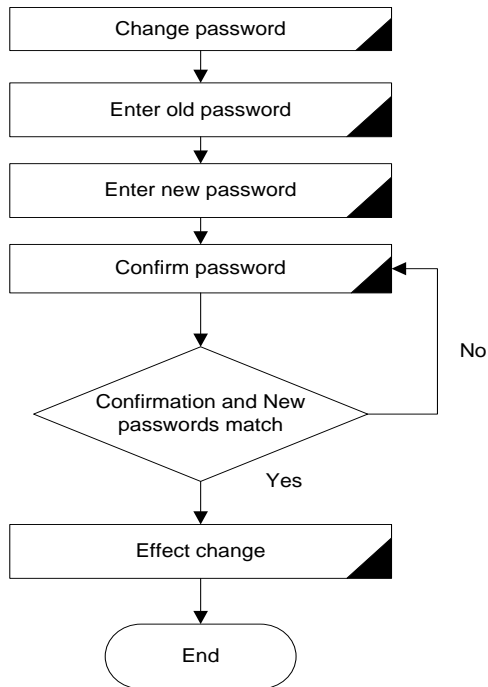 Change password
Enter old password
Enter new password
Confirm password
No
Confirmation and New
passwords match
Yes
Effect change
End